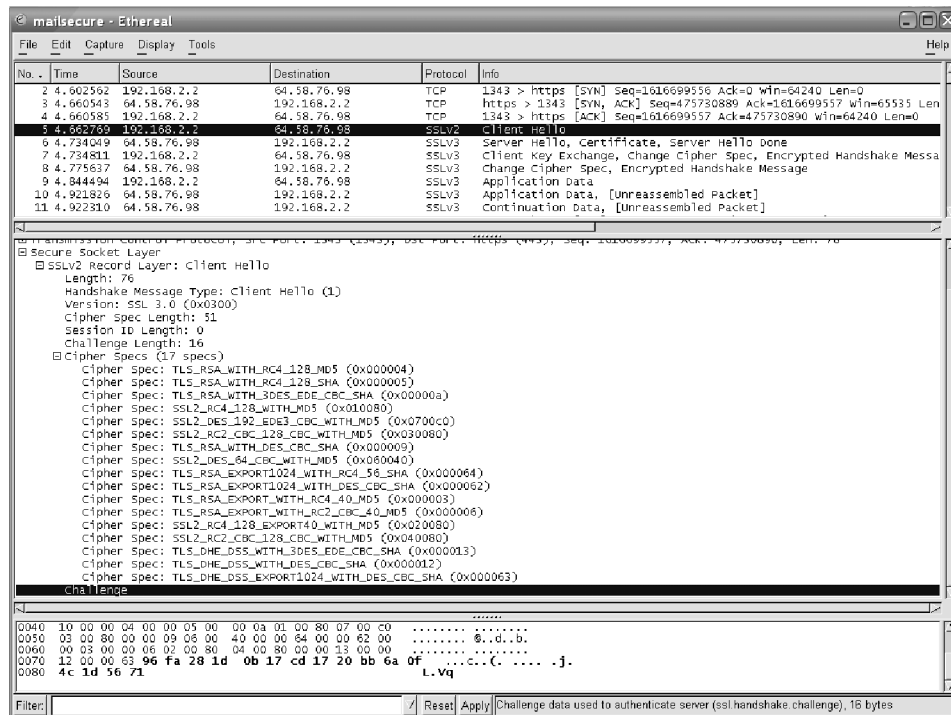 mailsecure - Ethereal
File Edit Capture Display Tools Help
No. . Time Source Destination Protocol Info
2 4.602562 192.168.2.2 64.58.76.98 TCP 1343 > https [SYN] Seq=1616699556 Ack=0 Win=64240 Len=0
3 4.660543 64.58.76.98 192.168.2.2 TCP https > 1343 [SYN, ACK] Seq=475730889 Ack=1616699557 Win=65535 Len
4 4.660585 192.168.2.2 64.58.76.98 TCP 1343 > https [ACK] Seq=1616699557 Ack=475730890 Win=64240 Len=0
5 4.662769 192.168.2.2 64.58.76.98 SSLv2 Client Hello
6 4.734049 64.58.76.98 192.168.2.2 SSLv3 Server Hello, Certificate, Server Hello Done
7 4.734811 192.168.2.2 64.58.76.98 SSLv3 Client Key Exchange, Change Cipher Spec, Encrypted Handshake Messa
8 4.775637 64.58.76.98 192.168.2.2 SSLv3 Change Cipher Spec, Encrypted Handshake Message
9 4.844494 192.168.2.2 64.58.76.98 SSLv3 Application Data
10 4.921826 64.58.76.98 192.168.2.2 SSLv3 Application Data, [Unreassembled Packet]
11 4.922310 64.58.76.98 192.168.2.2 SSLv3 Continuation Data, [Unreassembled Packet]
Transmission Control Protocol, Src Port: 1343 (1343), Dst Port: https (443), Seq: 1616699557, Ack: 475730890, Len: 78
Secure Socket Layer
SSLv2 Record Layer: Client Hello
Length: 76
Handshake Message Type: Client Hello (1)
Version: SSL 3.0 (0x0300)
Cipher Spec Length: 51
Session ID Length: 0
Challenge Length: 16
Cipher Specs (17 specs)
Cipher Spec: TLS_RSA_WITH_RC4_128_MD5 (0x000004)
Cipher Spec: TLS_RSA_WITH_RC4_128_SHA (0x000005)
Cipher Spec: TLS_RSA_WITH_3DES_EDE_CBC_SHA (0x00000a)
Cipher Spec: SSL2_RC4_128_WITH_MD5 (0x010080)
Cipher Spec: SSL2_DES_192_EDE3_CBC_WITH_MD5 (0x0700c0)
Cipher Spec: SSL2_RC2_CBC_128_CBC_WITH_MD5 (0x030080)
Cipher Spec: TLS_RSA_WITH_DES_CBC_SHA (0x000009)
Cipher Spec: SSL2_DES_64_CBC_WITH_MD5 (0x060040)
Cipher Spec: TLS_RSA_EXPORT1024_WITH_RC4_56_SHA (0x000064)
Cipher Spec: TLS_RSA_EXPORT1024_WITH_DES_CBC_SHA (0x000062)
Cipher Spec: TLS_RSA_EXPORT_WITH_RC4_40_MD5 (0x000003)
Cipher Spec: TLS_RSA_EXPORT_WITH_RC2_CBC_40_MD5 (0x000006)
Cipher Spec: SSL2_RC4_128_EXPORT40_WITH_MD5 (0x020080)
Cipher Spec: SSL2_RC2_CBC_128_CBC_WITH_MD5 (0x040080)
Cipher Spec: TLS_DHE_DSS_WITH_3DES_EDE_CBC_SHA (0x000013)
Cipher Spec: TLS_DHE_DSS_WITH_DES_CBC_SHA (0x000012)
Cipher Spec: TLS_DHE_DSS_EXPORT1024_WITH_DES_CBC_SHA (0x000063)
Challenge
0040 10 00 00 04 00 00 05 00 00 0a 01 00 80 07 00 c0 ........ ........
0050 03 00 80 00 00 09 06 00 40 00 00 64 00 00 62 00 ........ @..d..b.
0060 00 03 00 00 06 02 00 80 04 00 80 00 00 13 00 00 ........ ........
0070 12 00 00 63 96 fa 28 1d 0b 17 cd 17 20 bb 6a 0f ...c..(. .... .j.
0080 4c 1d 56 71 L.Vq
Filter: / Reset Apply Challenge data used to authenticate server (ssl.handshake.challenge), 16 bytes